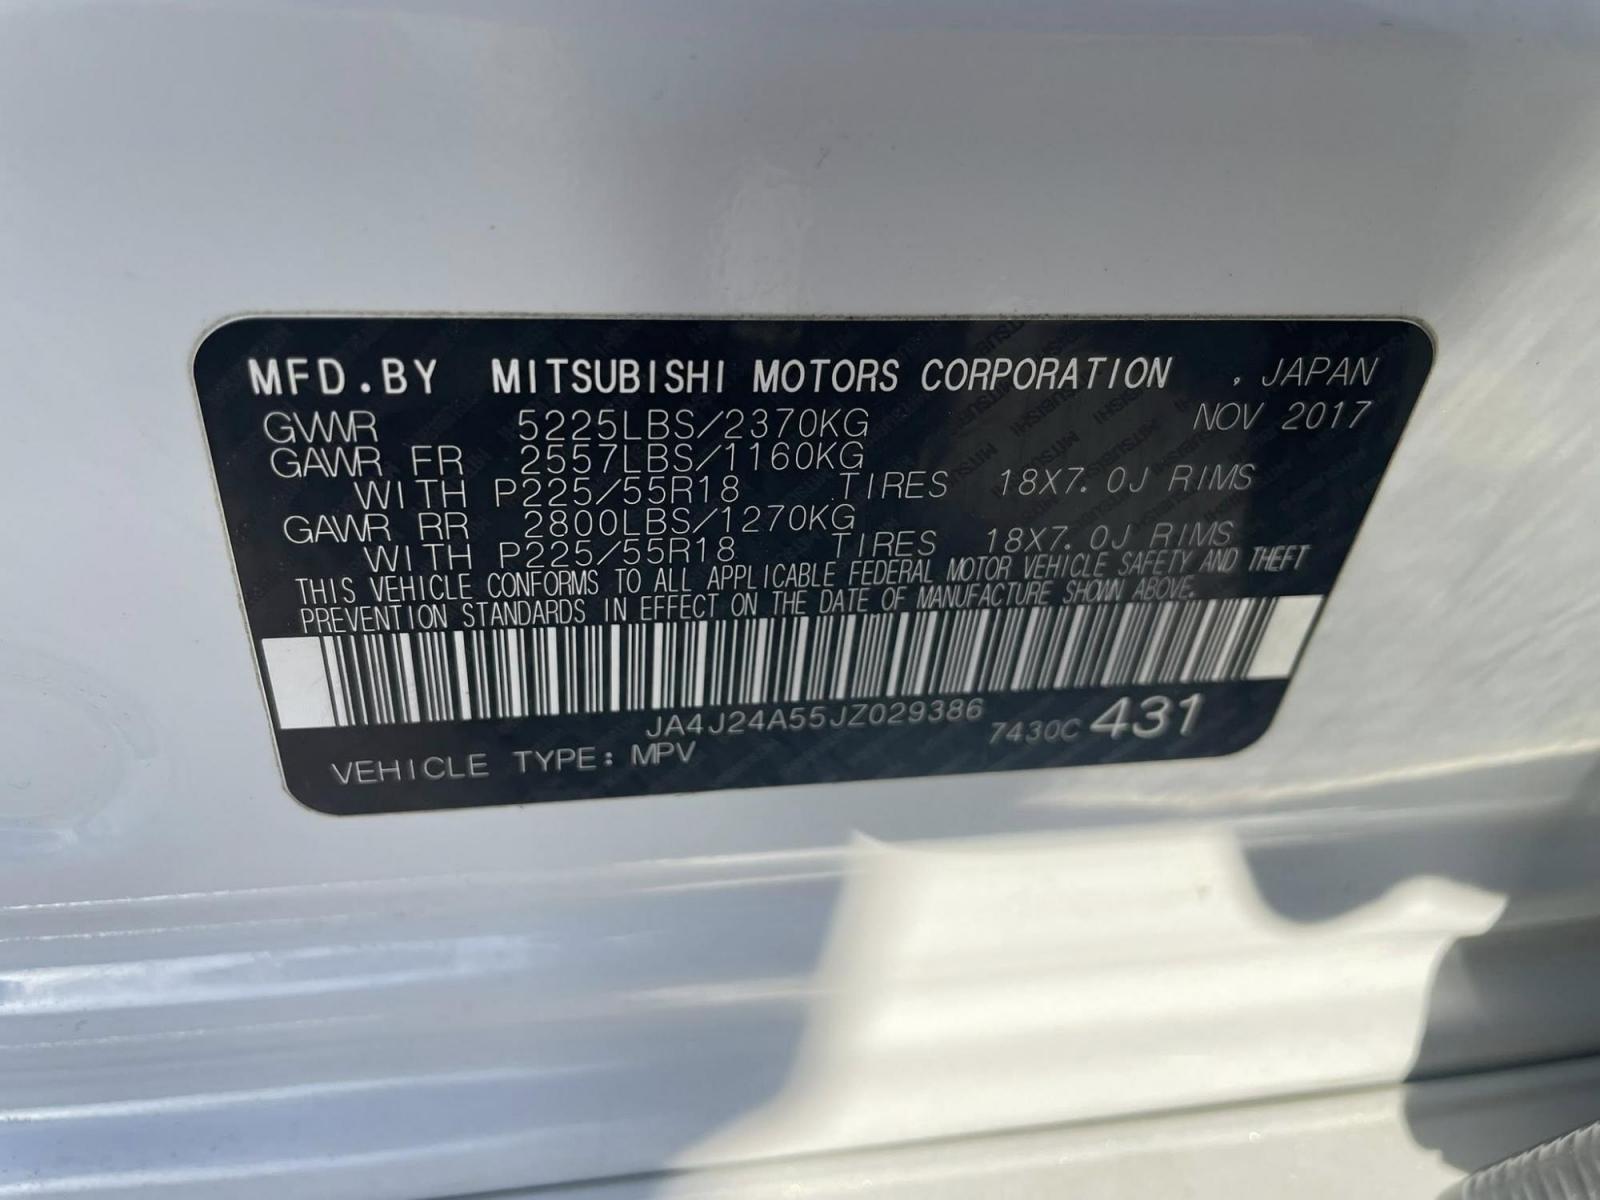 MFD.BY MITSUBISHI MOTORS CORPORATION , JAPAN
GVWR 5225LBS/2370KG NOV 2017
GAWR FR 2557LBS/1160KG
WITH P225/55R18 TIRES 18X7.0J RIMS
GAWR RR 2800LBS/1270KG
WITH P225/55R18 TIRES 18X7.0J RIMS
THIS VEHICLE CONFORMS TO ALL APPLICABLE FEDERAL MOTOR VEHICLE SAFETY AND THEFT
PREVENTION STANDARDS IN EFFECT ON THE DATE OF MANUFACTURE SHOWN ABOVE.
JA4J24A55JZ029386 7430C 431
VEHICLE TYPE: MPV